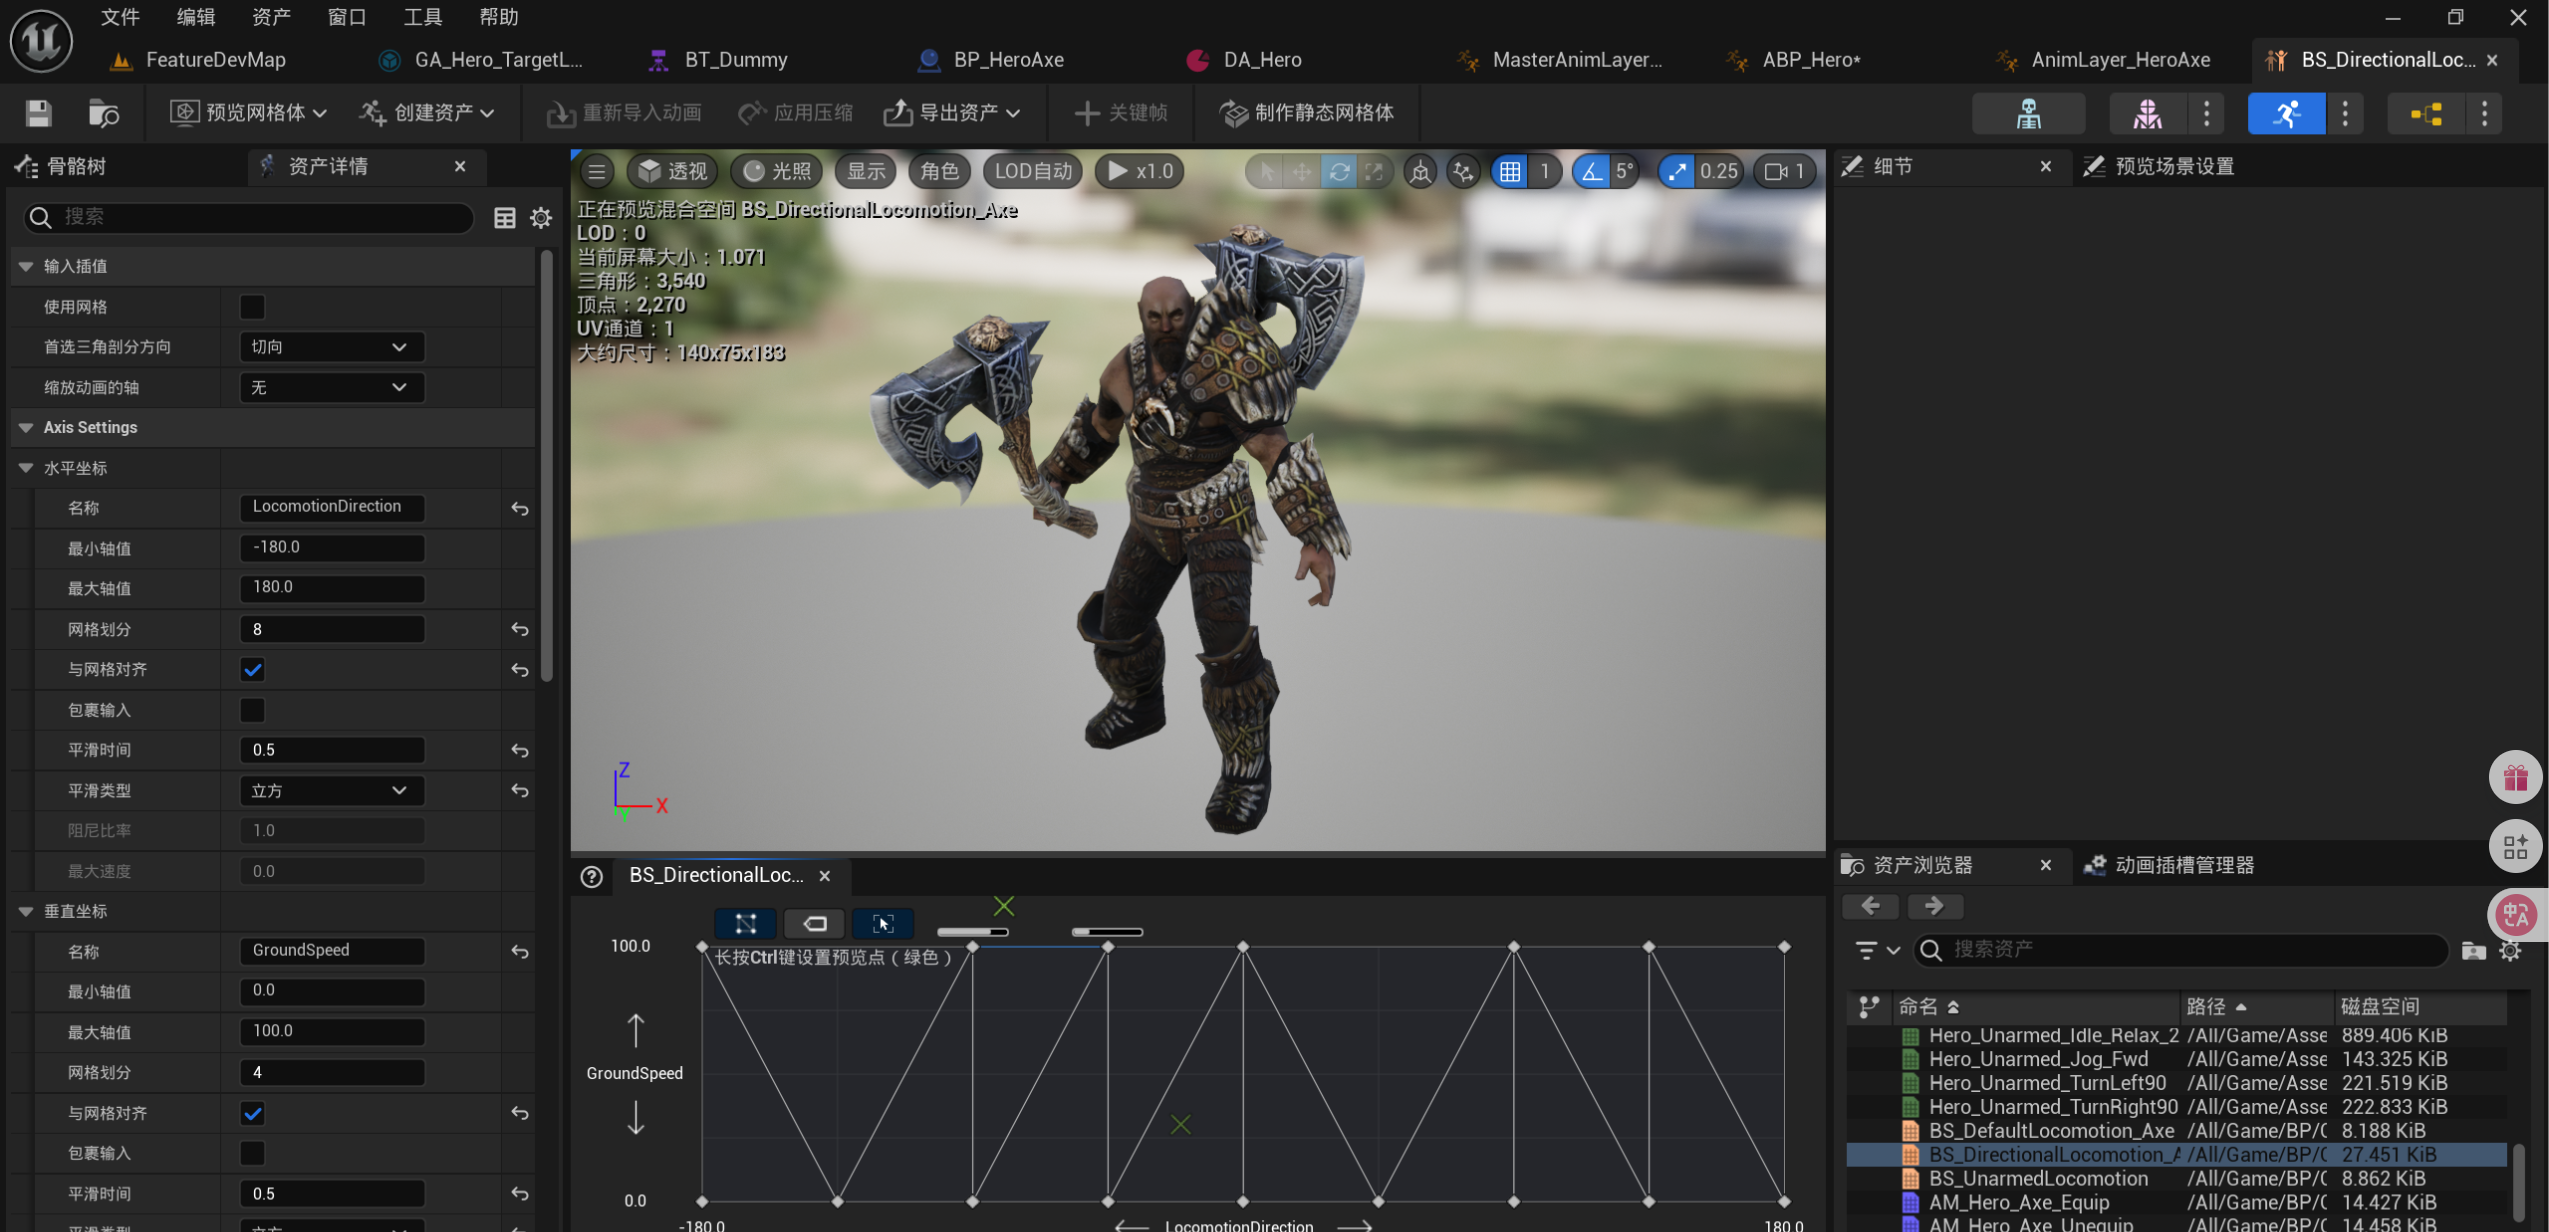 文件 编辑 资产 窗口 工具 帮助
FeatureDevMap GA_Hero_TargetL... BT_Dummy BP_HeroAxe DA_Hero MasterAnimLayer... ABP_Hero* AnimLayer_HeroAxe BS_DirectionalLoc...
预览网格体 创建资产 重新导入动画 应用压缩 导出资产 关键帧 制作静态网格体
骨骼树 资产详情
搜索
输入插值
使用网格
首选三角剖分方向 切向
缩放动画的轴 无
Axis Settings
水平坐标
名称 LocomotionDirection
最小轴值 -180.0
最大轴值 180.0
网格划分 8
与网格对齐
包裹输入
平滑时间 0.5
平滑类型 立方
阻尼比率 1.0
最大速度 0.0
垂直坐标
名称 GroundSpeed
最小轴值 0.0
最大轴值 100.0
网格划分 4
与网格对齐
包裹输入
平滑时间 0.5
平滑类型 立方
透视 光照 显示 角色 LOD自动 x1.0 1 5° 0.25 1
正在预览混合空间 BS_DirectionalLocomotion_Axe
LOD：0
当前屏幕大小：1.071
三角形：3,540
顶点：2,270
UV通道：1
大约尺寸：140x75x183
Z
X
Y
BS_DirectionalLoc...
100.0
长按Ctrl键设置预览点（绿色）
GroundSpeed
0.0
-180.0 LocomotionDirection 180.0
细节 预览场景设置
资产浏览器 动画插槽管理器
中A
搜索资产
命名 路径 磁盘空间
Hero_Unarmed_Idle_Relax_2 /All/Game/Asse 889.406 KiB
Hero_Unarmed_Jog_Fwd /All/Game/Asse 143.325 KiB
Hero_Unarmed_TurnLeft90 /All/Game/Asse 221.519 KiB
Hero_Unarmed_TurnRight90 /All/Game/Asse 222.833 KiB
BS_DefaultLocomotion_Axe /All/Game/BP/C 8.188 KiB
BS_DirectionalLocomotion_A /All/Game/BP/C 27.451 KiB
BS_UnarmedLocomotion /All/Game/BP/C 8.862 KiB
AM_Hero_Axe_Equip /All/Game/BP/C 14.427 KiB
AM_Hero_Axe_Unequip /All/Game/BP/C 14.458 KiB